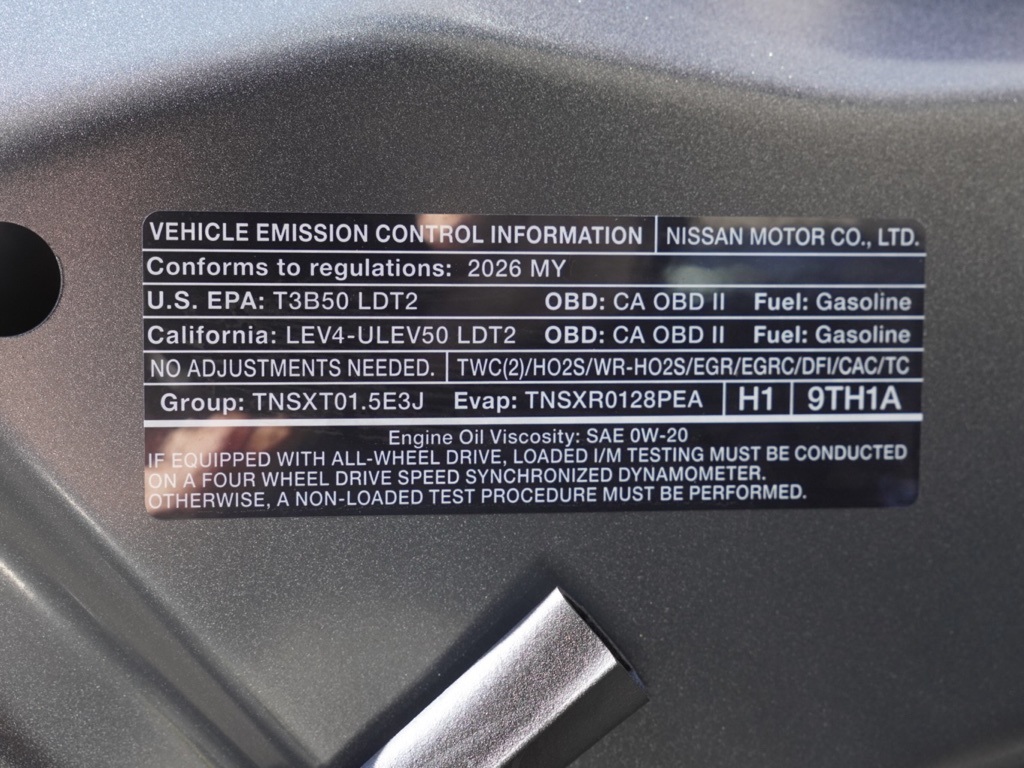 VEHICLE EMISSION CONTROL INFORMATION NISSAN MOTOR CO., LTD.
Conforms to regulations: 2026 MY
U.S. EPA: T3B50 LDT2 OBD: CA OBD II Fuel: Gasoline
California: LEV4-ULEV50 LDT2 OBD: CA OBD II Fuel: Gasoline
NO ADJUSTMENTS NEEDED. TWC(2)/HO2S/WR-HO2S/EGR/EGRC/DFI/CAC/TC
Group: TNSXT01.5E3J Evap: TNSXR0128PEA H1 9TH1A
Engine Oil Viscosity: SAE 0W-20
IF EQUIPPED WITH ALL-WHEEL DRIVE, LOADED I/M TESTING MUST BE CONDUCTED
ON A FOUR WHEEL DRIVE SPEED SYNCHRONIZED DYNAMOMETER.
OTHERWISE, A NON-LOADED TEST PROCEDURE MUST BE PERFORMED.